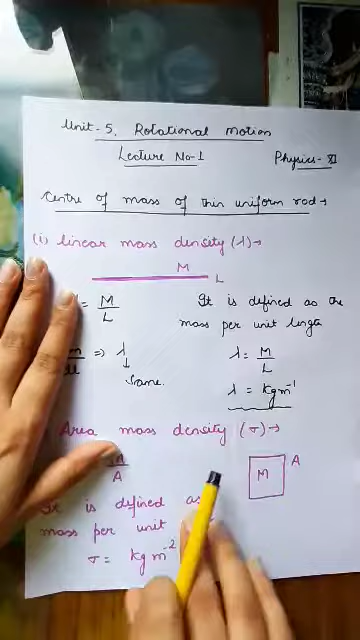 Unit-5. Rotational Motion
Lecture No-1
Physics-XI
Centre of mass of thin uniform rod→
(i) Linear mass density (λ)→
M
L
= M/L
It is defined as the
mass per unit length
⇒ λ
↓
Same.
λ = M/L
λ = kgm⁻¹
Area mass density (σ)→
A
M
A
It is defined as
mass per unit
σ = kg m⁻²